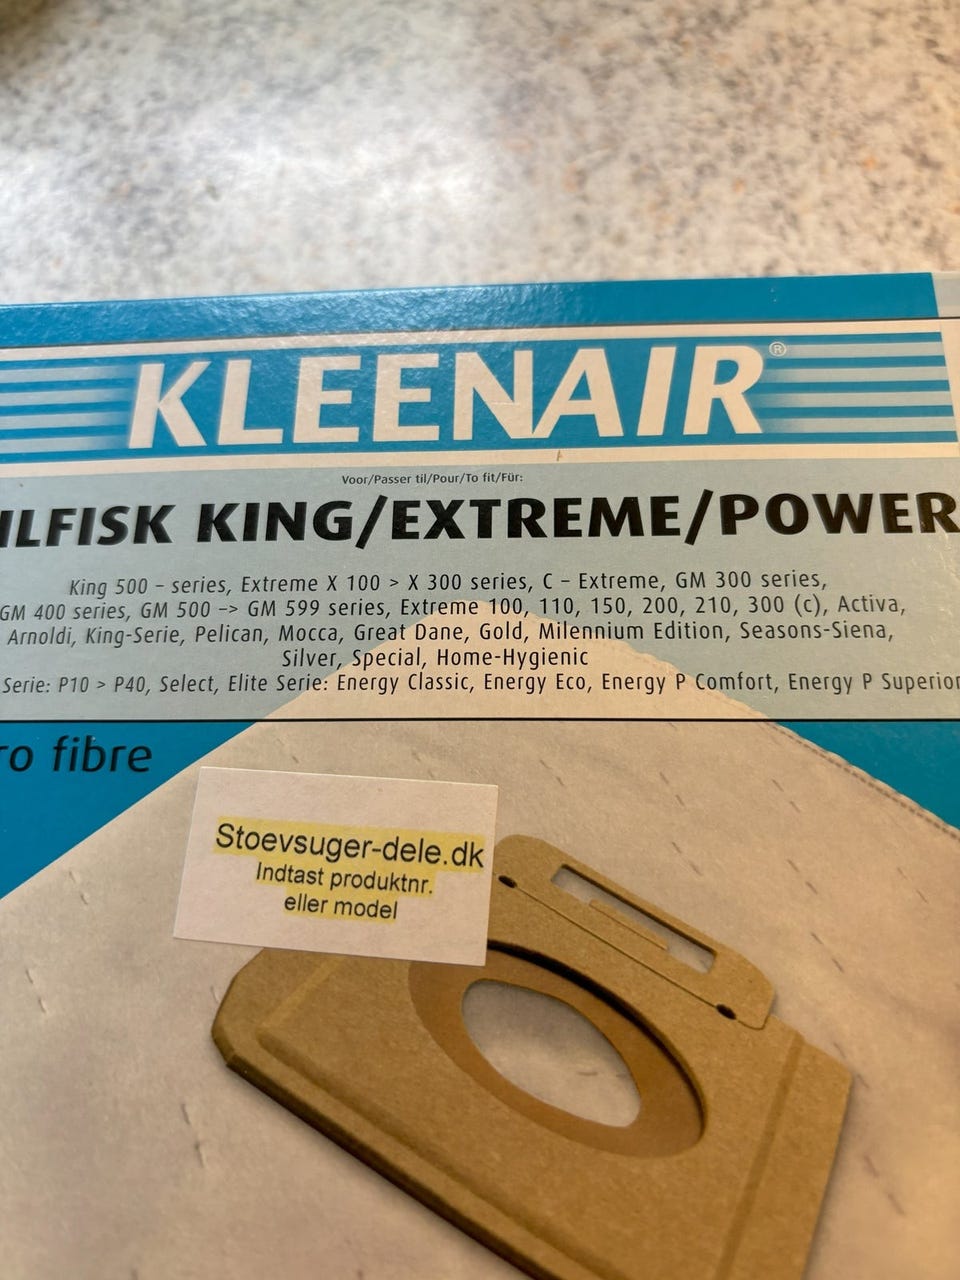 KLEENAIR®
Voor/Passer til/Pour/To fit/Für:
ILFISK KING/EXTREME/POWER
King 500 - series, Extreme X 100 > X 300 series, C - Extreme, GM 300 series,
GM 400 series, GM 500 -> GM 599 series, Extreme 100, 110, 150, 200, 210, 300 (c), Activa,
Arnoldi, King-Serie, Pelican, Mocca, Great Dane, Gold, Milennium Edition, Seasons-Siena,
Silver, Special, Home-Hygienic
Serie: P10 > P40, Select, Elite Serie: Energy Classic, Energy Eco, Energy P Comfort, Energy P Superior
ro fibre
Stoevsuger-dele.dk
Indtast produktnr.
eller model